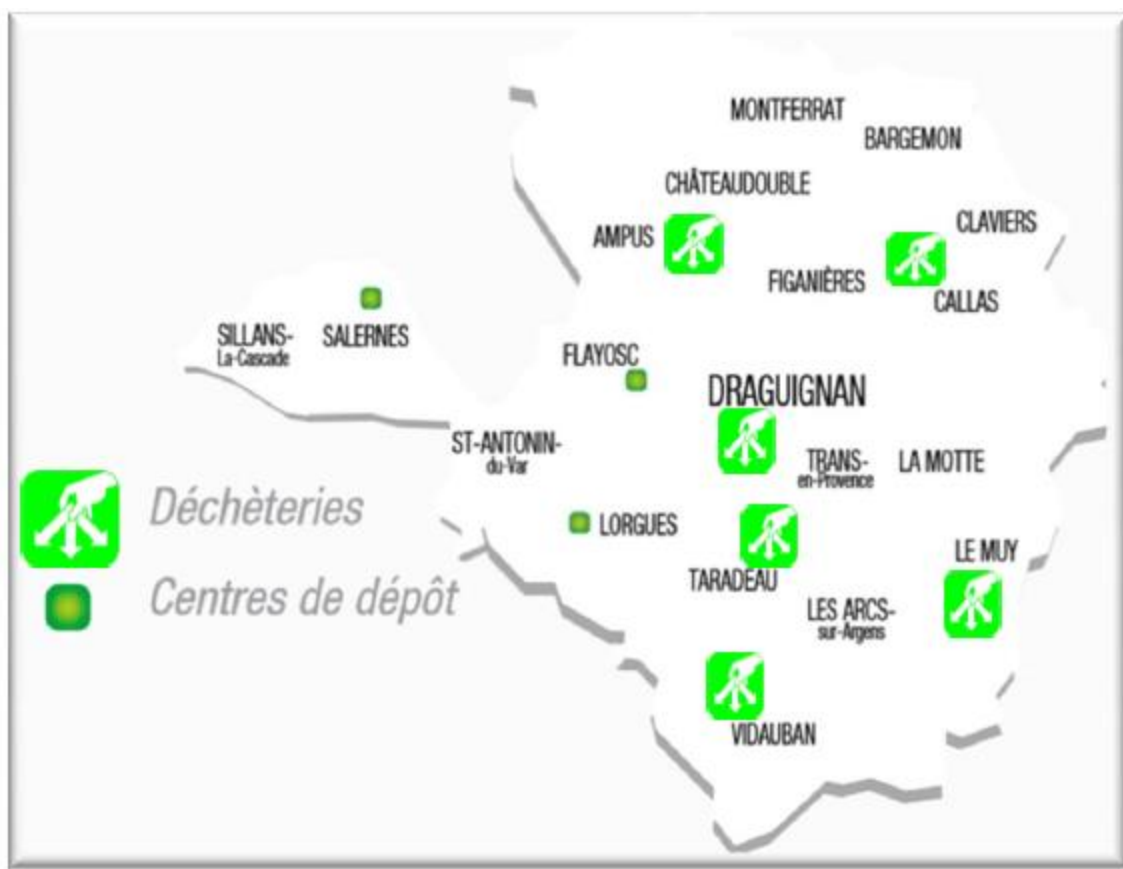 MONTFERRAT
BARGEMON
CHÂTEAUDOUBLE
CLAVIERS
AMPUS
FIGANIÈRES
CALLAS
SILLANS-
La-Cascade
SALERNES
FLAYOSC
DRAGUIGNAN
ST-ANTONIN-
du-Var
TRANS-
en-Provence
LA MOTTE
Déchèteries
LORGUES
LE MUY
TARADEAU
Centres de dépôt
LES ARCS-
sur-Argens
VIDAUBAN